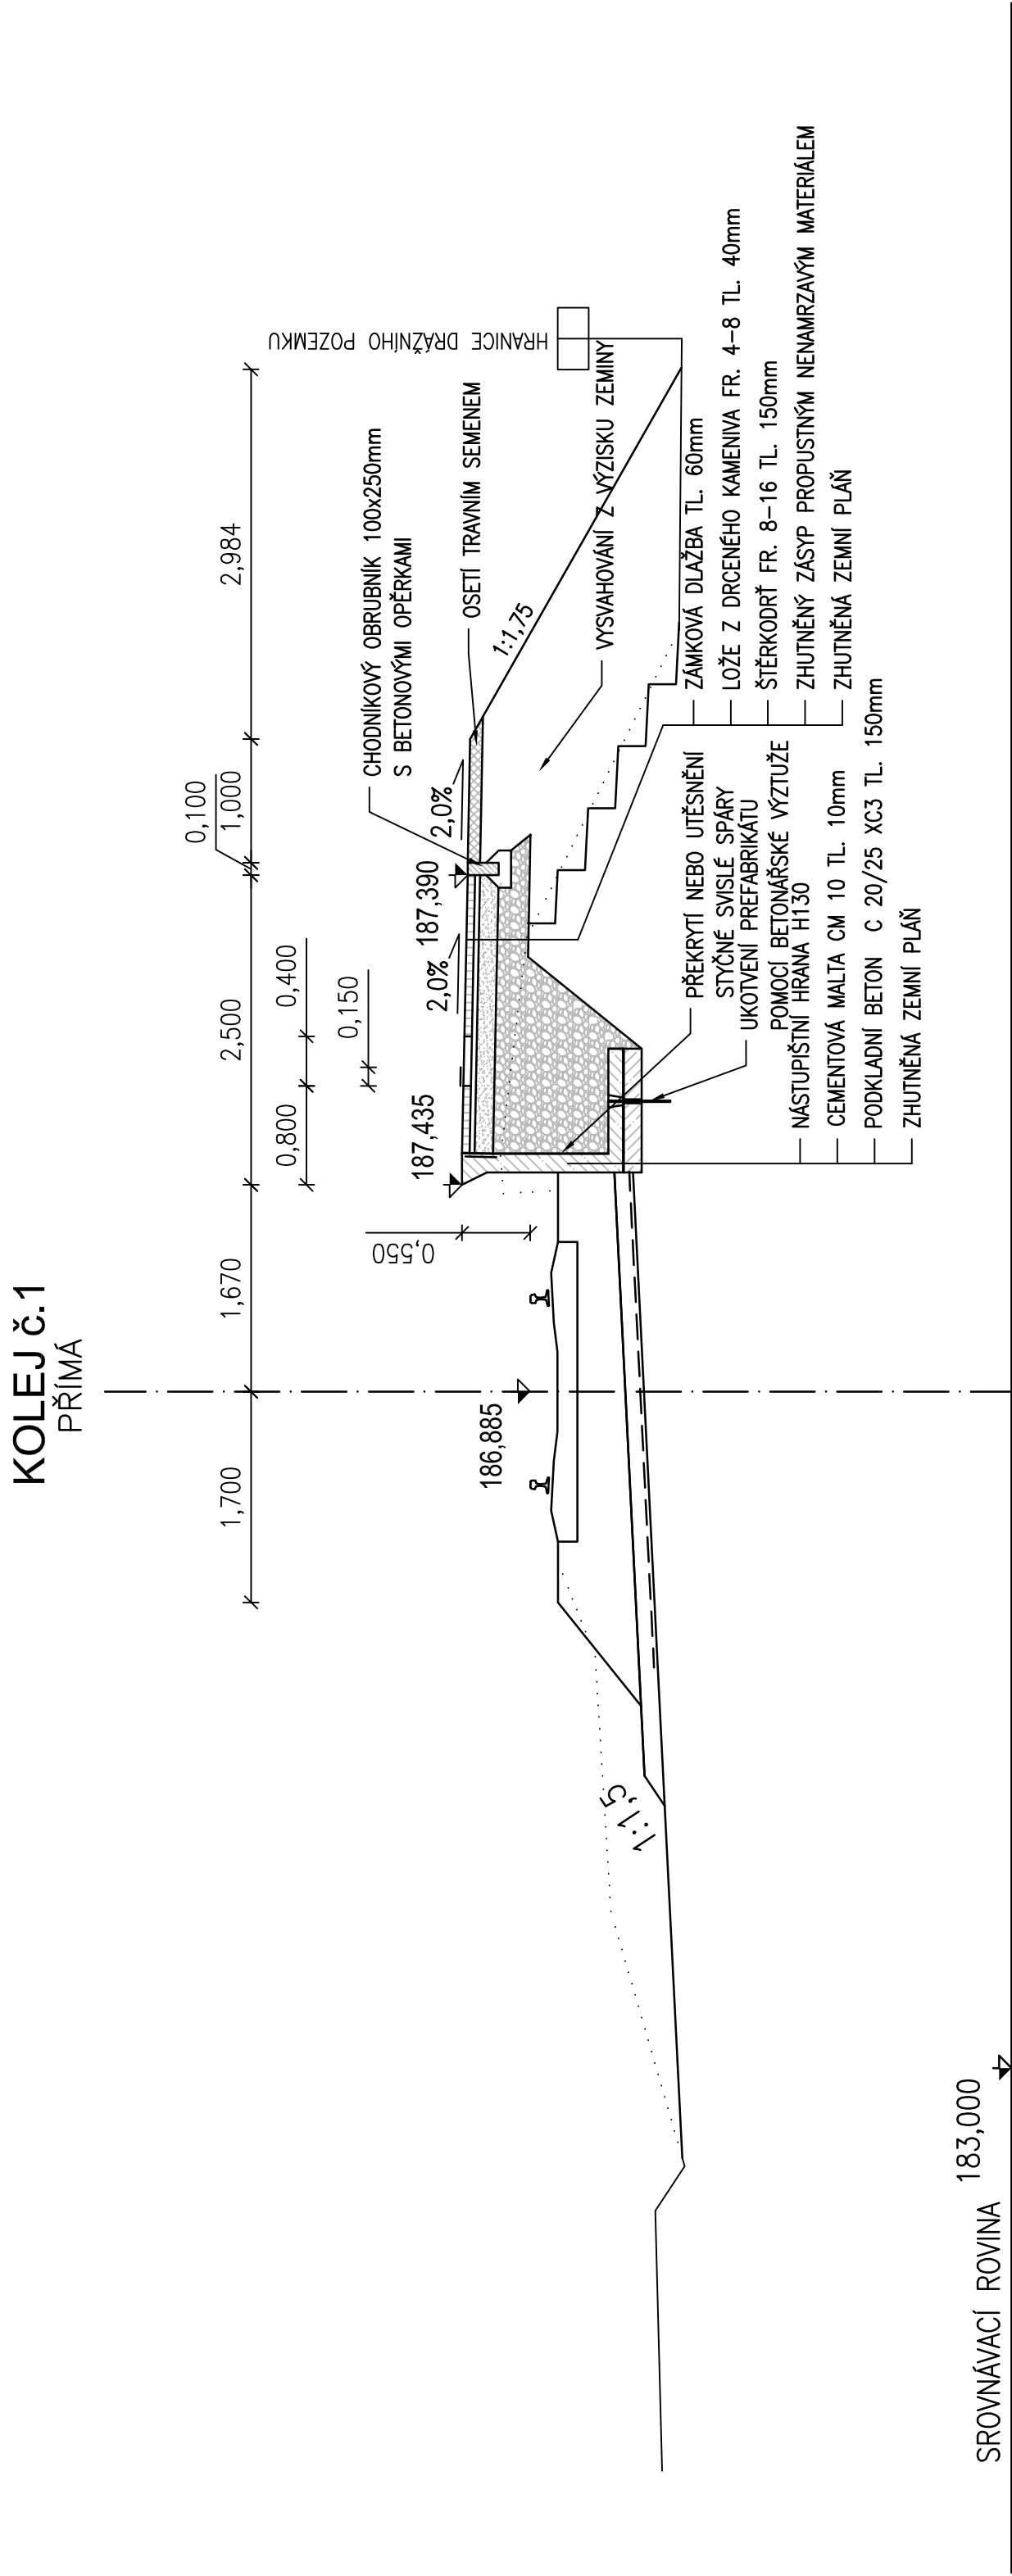 KOLEJ č.1
PŘÍMÁ
1,700
1,670
2,500
0,100
1,000
2,984
0,800
0,400
0,150
0,550
HRANICE DRÁŽNÍHO POZEMKU
CHODNÍKOVÝ OBRUBNÍK 100x250mm
S BETONOVÝMI OPĚRKAMI
OSETÍ TRAVNÍM SEMENEM
VYSVAHOVÁNÍ Z VÝZISKU ZEMINY
186,885
187,435
187,390
2,0%
2,0%
1:1,75
1:1,5
ZÁMKOVÁ DLAŽBA TL. 60mm
LOŽE Z DRCENÉHO KAMENIVA FR. 4-8 TL. 40mm
ŠTĚRKODRŤ FR. 8-16 TL. 150mm
ZHUTNĚNÝ ZÁSYP PROPUSTNÝM NENAMRZAVÝM MATERIÁLEM
ZHUTNĚNÁ ZEMNÍ PLÁŇ
PŘEKRYTÍ NEBO UTĚSNĚNÍ
STYČNÉ SVISLÉ SPÁRY
UKOTVENÍ PREFABRIKÁTU
POMOCÍ BETONÁŘSKÉ VÝZTUŽE
NÁSTUPIŠTNÍ HRANA H130
CEMENTOVÁ MALTA CM 10 TL. 10mm
PODKLADNÍ BETON C 20/25 XC3 TL. 150mm
ZHUTNĚNÁ ZEMNÍ PLÁŇ
SROVNÁVACÍ ROVINA 183,000